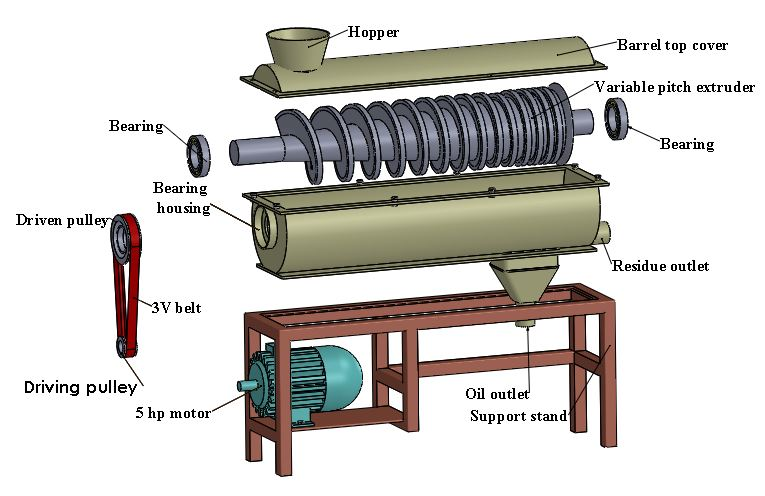 Hopper
Barrel top cover
Variable pitch extruder
Bearing
Bearing
Bearing
housing
Driven pulley
Residue outlet
3V belt
Driving pulley
Oil outlet
5 hp motor
Support stand